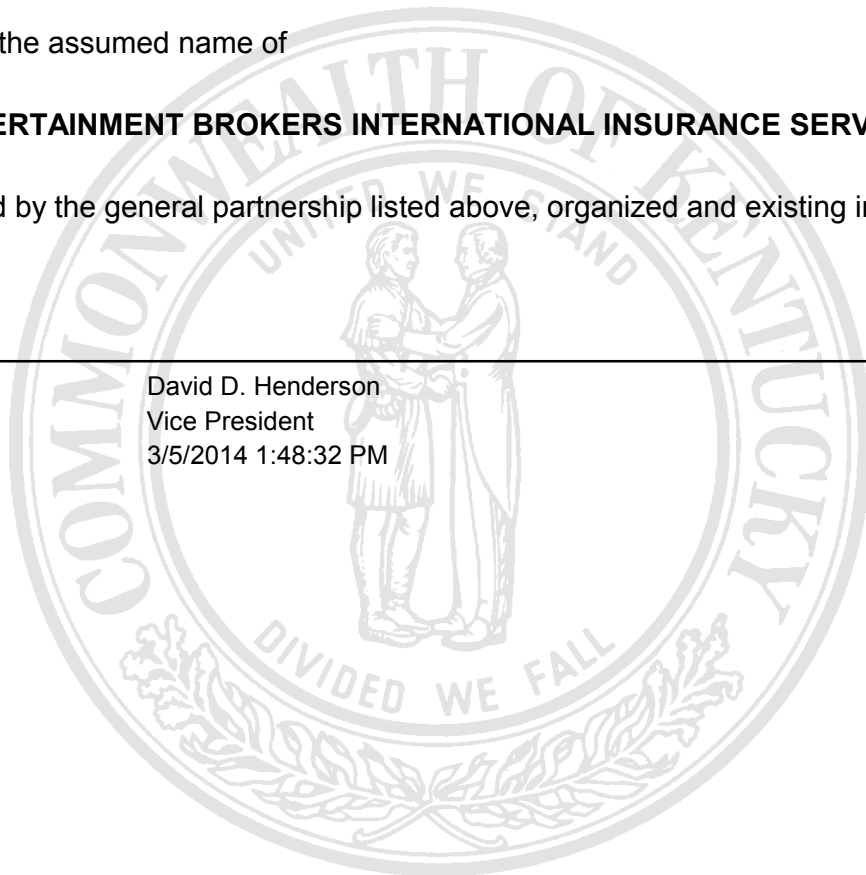 the assumed name of
ERTAINMENT BROKERS INTERNATIONAL INSURANCE SERV
d by the general partnership listed above, organized and existing i
David D. Henderson
Vice President
3/5/2014 1:48:32 PM
COMMONWEALTH OF KENTUCKY
UNITED WE STAND
DIVIDED WE FALL